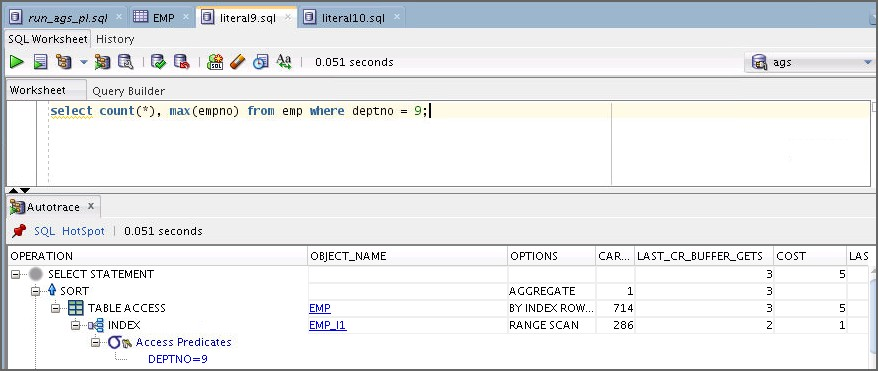 run_ags_pl.sql x EMP x literal9.sql x literal10.sql x
SQL Worksheet History
0.051 seconds ags
Worksheet Query Builder
select count(*), max(empno) from emp where deptno = 9;
Autotrace x
SQL HotSpot 0.051 seconds
OPERATION OBJECT_NAME OPTIONS CAR... LAST_CR_BUFFER_GETS COST LAS
SELECT STATEMENT 3 5
SORT AGGREGATE 1 3
TABLE ACCESS EMP BY INDEX ROW... 714 3 5
INDEX EMP_I1 RANGE SCAN 286 2 1
Access Predicates
DEPTNO=9